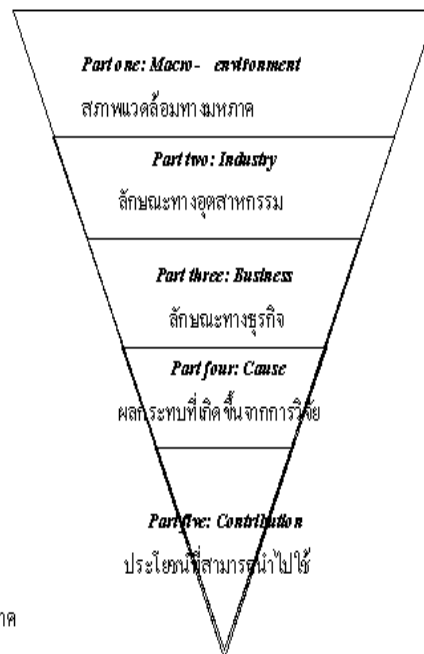 Part one: Macro- environment
สภาพแวดล้อมทางมหภาค
Part two: Industry
ลักษณะทางอุตสาหกรรม
Part three: Business
ลักษณะทางธุรกิจ
Part four: Cause
ผลกระทบที่เกิดขึ้นจากการวิจัย
Part five: Contribution
ประโยชน์ที่สามารถนำไปใช้
าค